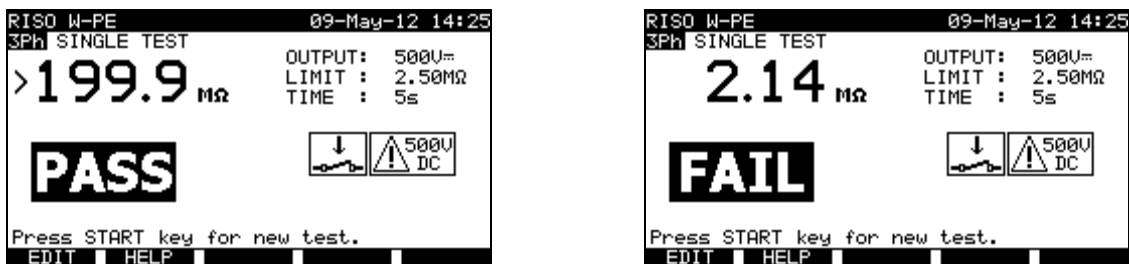 RISO W-PE 09-May-12 14:25
3Ph SINGLE TEST
>199.9 MΩ
OUTPUT: 500V⎓
LIMIT : 2.50MΩ
TIME : 5s
PASS
500V
DC
Press START key for new test.
EDIT HELP
RISO W-PE 09-May-12 14:25
3Ph SINGLE TEST
2.14 MΩ
OUTPUT: 500V⎓
LIMIT : 2.50MΩ
TIME : 5s
FAIL
500V
DC
Press START key for new test.
EDIT HELP